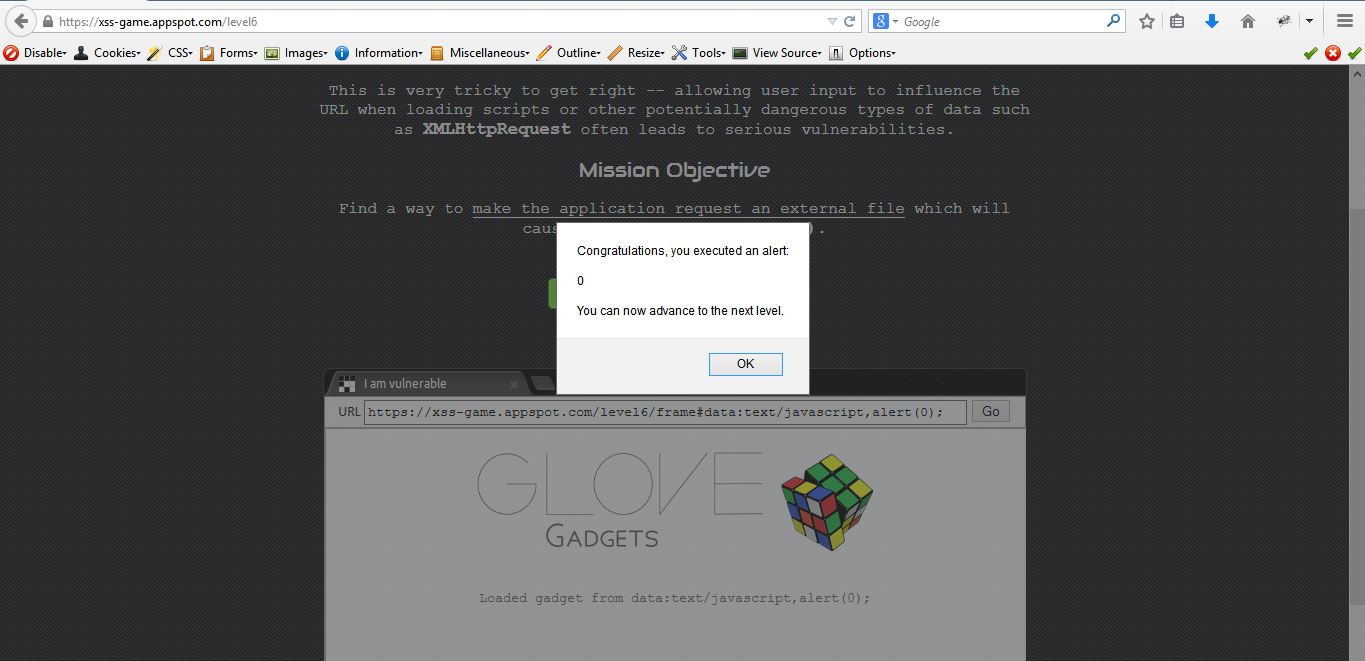 https://xss-game.appspot.com/level6
Google
Disable Cookies CSS Forms Images Information Miscellaneous Outline Resize Tools View Source Options
This is very tricky to get right -- allowing user input to influence the
URL when loading scripts or other potentially dangerous types of data such
as XMLHttpRequest often leads to serious vulnerabilities.
Mission Objective
Find a way to make the application request an external file which will
).
Congratulations, you executed an alert:
0
You can now advance to the next level.
OK
I am vulnerable
URL https://xss-game.appspot.com/level6/frame#data:text/javascript,alert(0); Go
GLOVE
GADGETS
Loaded gadget from data:text/javascript,alert(0);